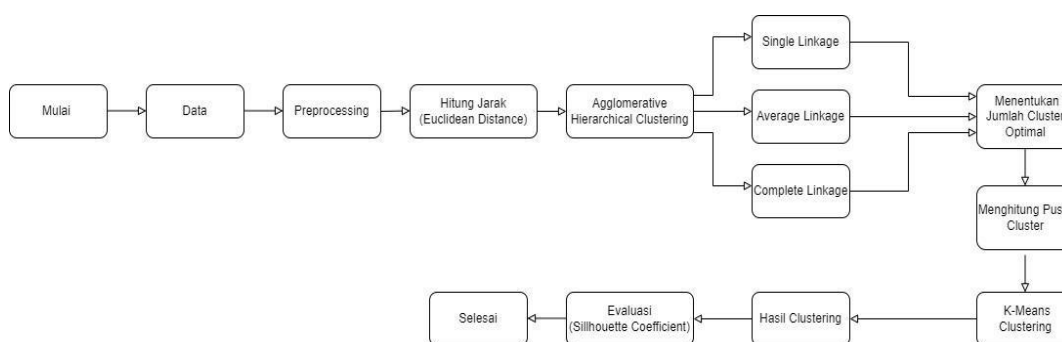 Mulai
Data
Preprocessing
Hitung Jarak
(Euclidean Distance)
Agglomerative
Hierarchical Clustering
Single Linkage
Average Linkage
Complete Linkage
Menentukan
Jumlah Cluster
Optimal
Menghitung
Cluster
K-Means
Clustering
Hasil Clustering
Evaluasi
(Sillhouette Coefficient)
Selesai